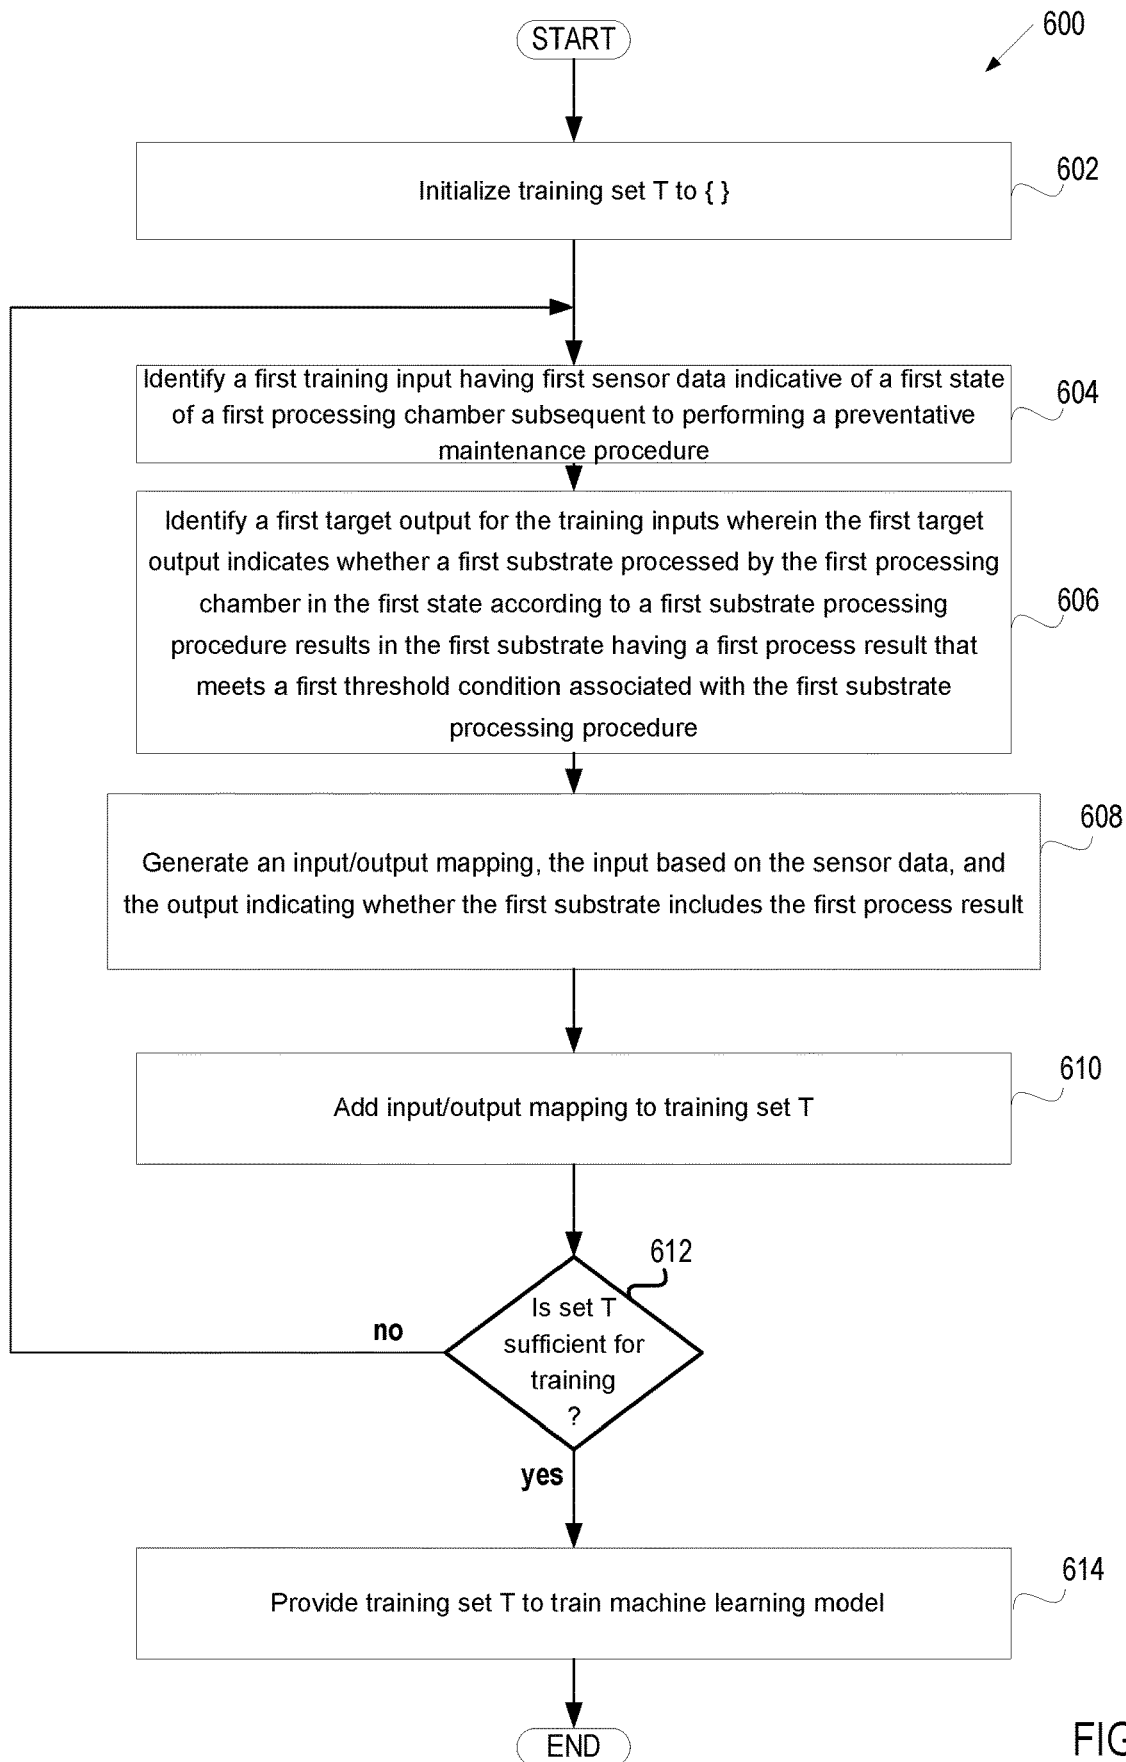 START
600
Initialize training set T to { }
602
Identify a first training input having first sensor data indicative of a first state
of a first processing chamber subsequent to performing a preventative
maintenance procedure
604
Identify a first target output for the training inputs wherein the first target
output indicates whether a first substrate processed by the first processing
chamber in the first state according to a first substrate processing
procedure results in the first substrate having a first process result that
meets a first threshold condition associated with the first substrate
processing procedure
606
Generate an input/output mapping, the input based on the sensor data, and
the output indicating whether the first substrate includes the first process result
608
Add input/output mapping to training set T
610
612
Is set T
sufficient for
training
?
no
yes
Provide training set T to train machine learning model
614
END
FIG